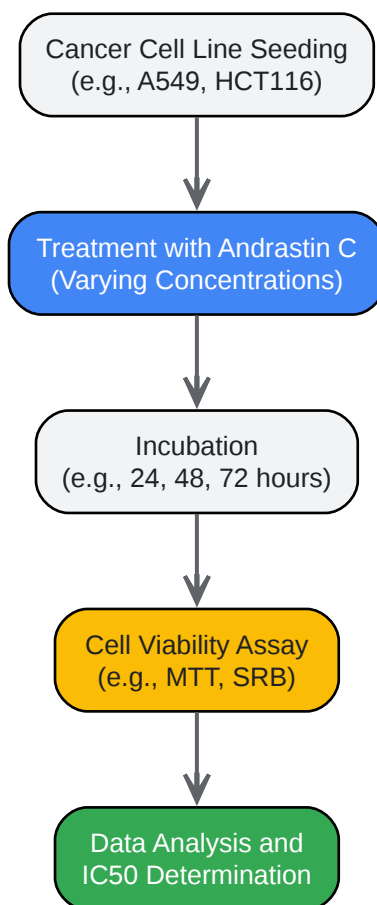 Cancer Cell Line Seeding
(e.g., A549, HCT116)
Treatment with Andrastin C
(Varying Concentrations)
Incubation
(e.g., 24, 48, 72 hours)
Cell Viability Assay
(e.g., MTT, SRB)
Data Analysis and
IC50 Determination